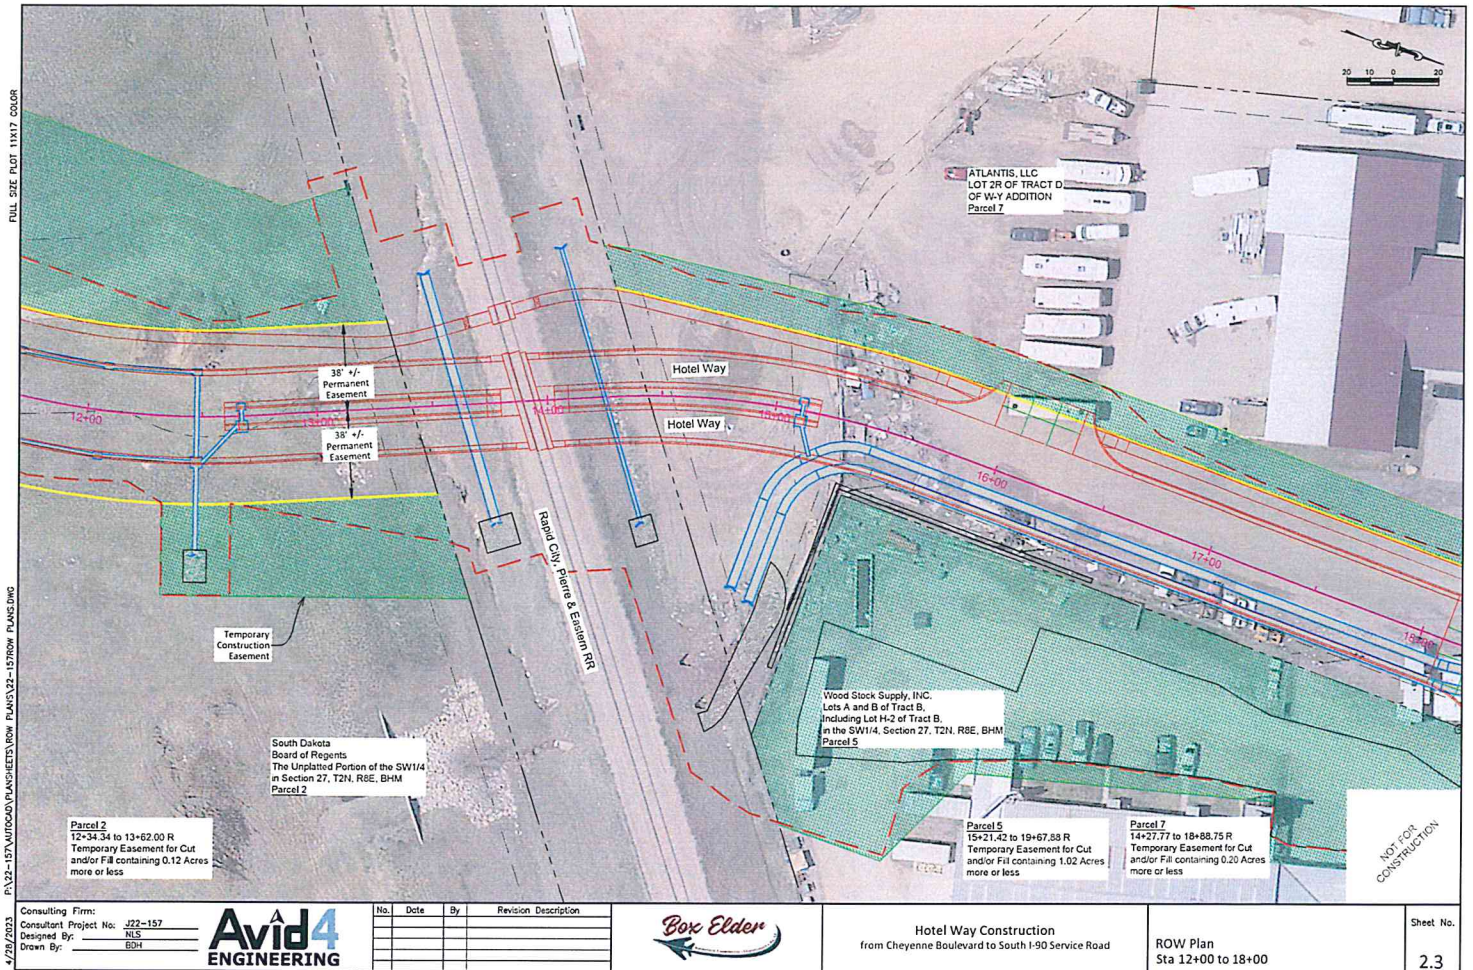 FULL SIZE PLOT 11X17 COLOR
P:\22-157\AUTOCAD\PLANSHEETS\ROW PLANS\22-157ROW PLANS.DWG
4/28/2023
20 10 0 20
ATLANTIS, LLC
LOT 2R OF TRACT D
OF W-Y ADDITION
Parcel 7
38' +/-
Permanent
Easement
38' +/-
Permanent
Easement
Hotel Way
Hotel Way
12+00
13+00
14+00
15+00
16+00
17+00
18+00
Rapid City, Pierre & Eastern RR
Temporary
Construction
Easement
South Dakota
Board of Regents
The Unplatted Portion of the SW1/4
in Section 27, T2N, R8E, BHM
Parcel 2
Wood Stock Supply, INC.
Lots A and B of Tract B,
Including Lot H-2 of Tract B,
in the SW1/4, Section 27, T2N, R8E, BHM
Parcel 5
Parcel 2
12+34.34 to 13+62.00 R
Temporary Easement for Cut
and/or Fill containing 0.12 Acres
more or less
Parcel 5
15+21.42 to 19+67.88 R
Temporary Easement for Cut
and/or Fill containing 1.02 Acres
more or less
Parcel 7
14+27.77 to 18+88.75 R
Temporary Easement for Cut
and/or Fill containing 0.20 Acres
more or less
NOT FOR
CONSTRUCTION
Consulting Firm:
Consultant Project No: J22-157
Designed By: NLS
Drawn By: BDH
Avid4
ENGINEERING
No. Date By Revision Description
Box Elder
Hotel Way Construction
from Cheyenne Boulevard to South I-90 Service Road
ROW Plan
Sta 12+00 to 18+00
Sheet No.
2.3